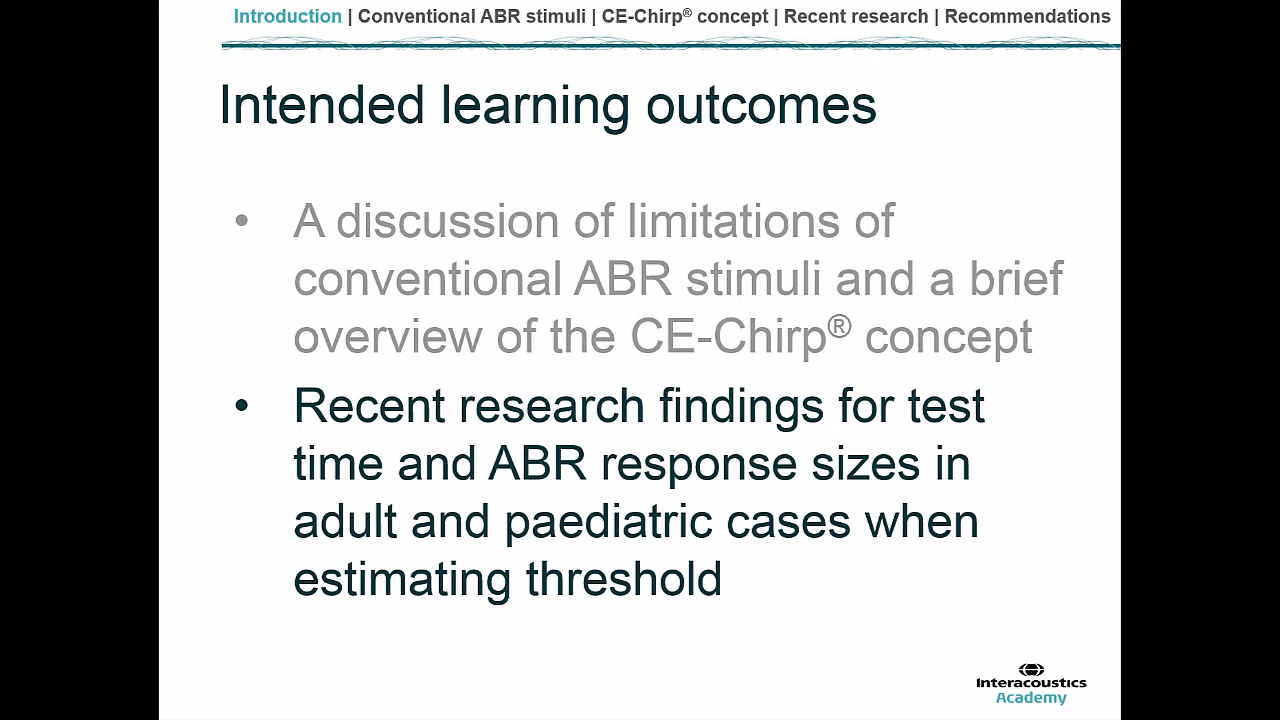 Introduction | Conventional ABR stimuli | CE-Chirp® concept | Recent research | Recommendations
Intended learning outcomes
• A discussion of limitations of
conventional ABR stimuli and a brief
overview of the CE-Chirp® concept
• Recent research findings for test
time and ABR response sizes in
adult and paediatric cases when
estimating threshold
Interacoustics
Academy